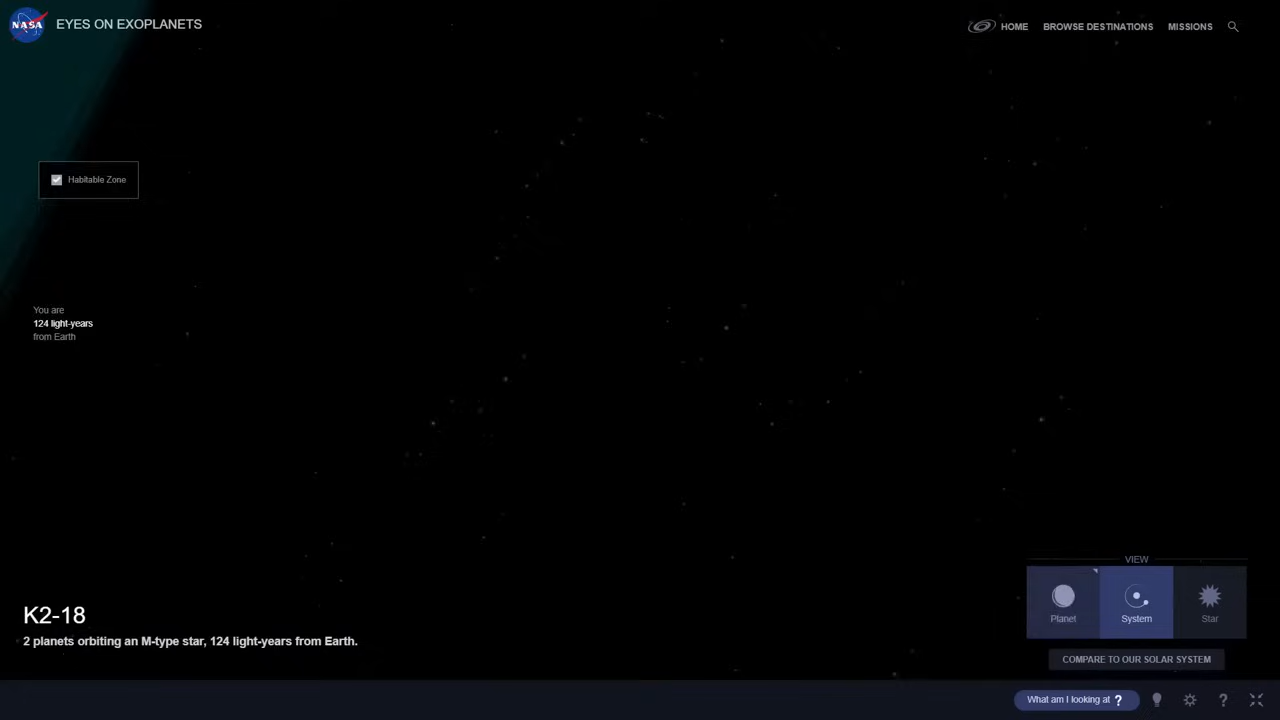 NASA
EYES ON EXOPLANETS
HOME
BROWSE DESTINATIONS
MISSIONS
Habitable Zone
You are
124 light-years
from Earth
K2-18
2 planets orbiting an M-type star, 124 light-years from Earth.
VIEW
Planet
System
Star
COMPARE TO OUR SOLAR SYSTEM
What am I looking at ?
?